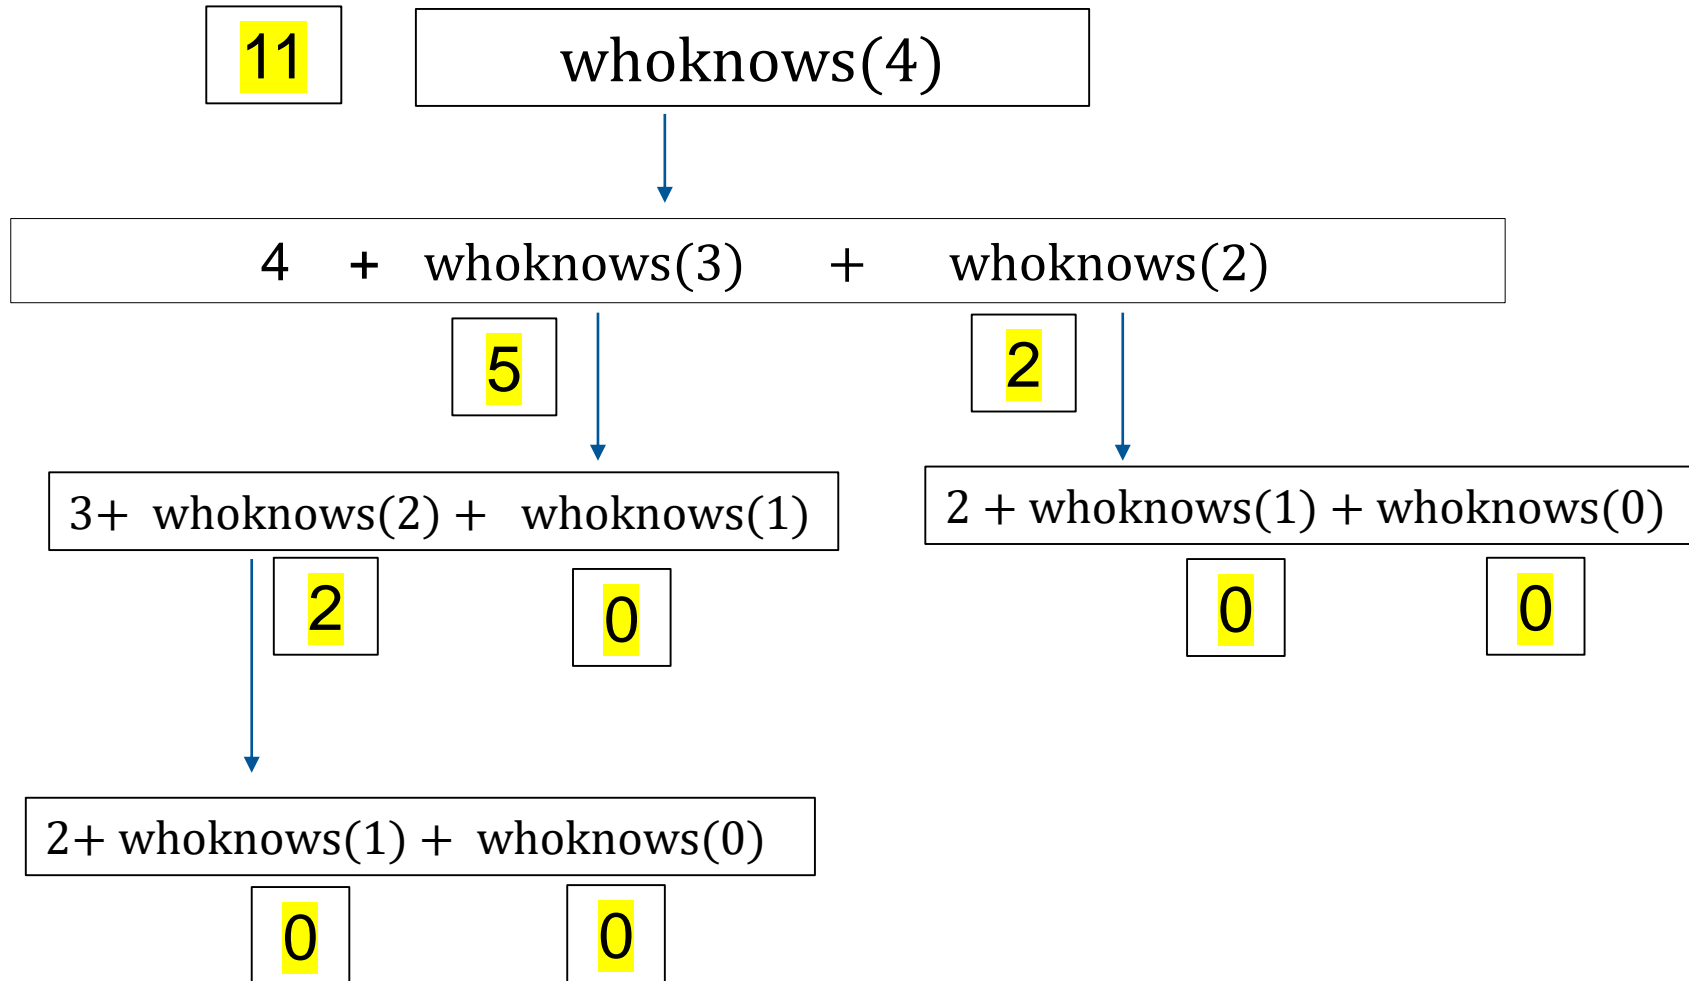 11 whoknows(4)
4 + whoknows(3) + whoknows(2)
5 2
3+ whoknows(2) + whoknows(1)
2 + whoknows(1) + whoknows(0)
2 0 0 0
2+ whoknows(1) + whoknows(0)
0 0